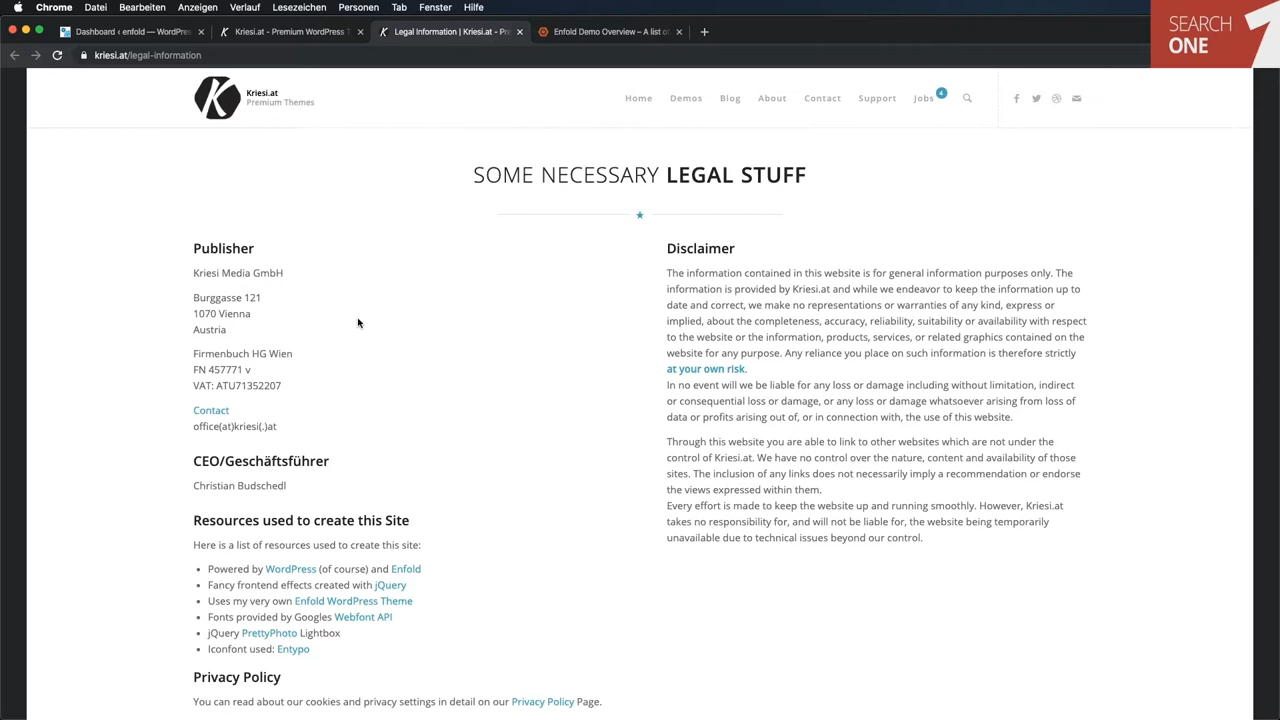 Chrome Datei Bearbeiten Anzeigen Verlauf Lesezeichen Personen Tab Fenster Hilfe
SEARCH
ONE
1
Dashboard ‹ enfold — WordPres
Kriesi.at - Premium WordPress T
Legal Information | Kriesi.at - Pr
Enfold Demo Overview – A list of
kriesi.at/legal-information
K
Kriesi.at
Premium Themes
Home Demos Blog About Contact Support Jobs 4
SOME NECESSARY LEGAL STUFF
Publisher
Kriesi Media GmbH
Burggasse 121
1070 Vienna
Austria
Firmenbuch HG Wien
FN 457771 v
VAT: ATU71352207
Contact
office(at)kriesi(.)at
CEO/Geschäftsführer
Christian Budschedl
Resources used to create this Site
Here is a list of resources used to create this site:
• Powered by WordPress (of course) and Enfold
• Fancy frontend effects created with jQuery
• Uses my very own Enfold WordPress Theme
• Fonts provided by Googles Webfont API
• jQuery PrettyPhoto Lightbox
• Iconfont used: Entypo
Privacy Policy
You can read about our cookies and privacy settings in detail on our Privacy Policy Page.
Disclaimer
The information contained in this website is for general information purposes only. The
information is provided by Kriesi.at and while we endeavor to keep the information up to
date and correct, we make no representations or warranties of any kind, express or
implied, about the completeness, accuracy, reliability, suitability or availability with respect
to the website or the information, products, services, or related graphics contained on the
website for any purpose. Any reliance you place on such information is therefore strictly
at your own risk.
In no event will we be liable for any loss or damage including without limitation, indirect
or consequential loss or damage, or any loss or damage whatsoever arising from loss of
data or profits arising out of, or in connection with, the use of this website.
Through this website you are able to link to other websites which are not under the
control of Kriesi.at. We have no control over the nature, content and availability of those
sites. The inclusion of any links does not necessarily imply a recommendation or endorse
the views expressed within them.
Every effort is made to keep the website up and running smoothly. However, Kriesi.at
takes no responsibility for, and will not be liable for, the website being temporarily
unavailable due to technical issues beyond our control.